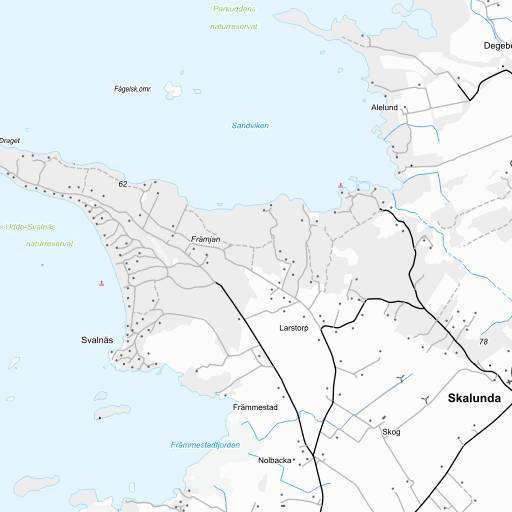 Parkuddens
naturreservat
Degebe
Fågelsk.omr.
Alelund
Sandviken
Draget
62
Udde-Svalnäs
naturreservat
Främjan
Larstorp
Svalnäs
78
Skalunda
Främmestad
Skog
Främmestadfjorden
Nolbacka